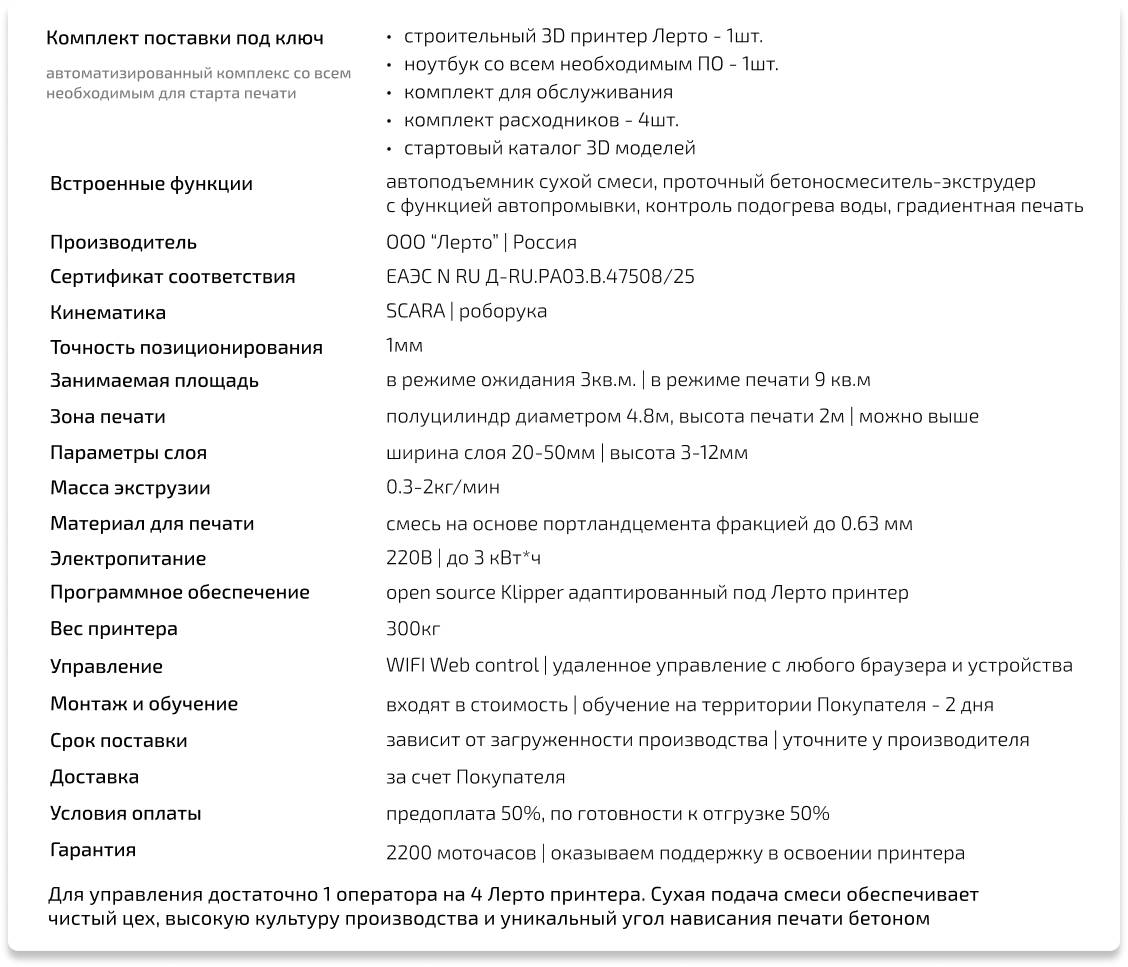 Комплект поставки под ключ
автоматизированный комплекс со всем
необходимым для старта печати
• строительный 3D принтер Лерто - 1шт.
• ноутбук со всем необходимым ПО - 1шт.
• комплект для обслуживания
• комплект расходников - 4шт.
• стартовый каталог 3D моделей
Встроенные функции
автоподъемник сухой смеси, проточный бетоносмеситель-экструдер
с функцией автопромывки, контроль подогрева воды, градиентная печать
Производитель ООО “Лерто” | Россия
Сертификат соответствия ЕАЭС N RU Д-RU.РА03.В.47508/25
Кинематика SCARA | роборука
Точность позиционирования 1мм
Занимаемая площадь в режиме ожидания 3кв.м. | в режиме печати 9 кв.м
Зона печати полуцилиндр диаметром 4.8м, высота печати 2м | можно выше
Параметры слоя ширина слоя 20-50мм | высота 3-12мм
Масса экструзии 0.3-2кг/мин
Материал для печати смесь на основе портландцемента фракцией до 0.63 мм
Электропитание 220В | до 3 кВт*ч
Программное обеспечение open source Klipper адаптированный под Лерто принтер
Вес принтера 300кг
Управление WIFI Web control | удаленное управление с любого браузера и устройства
Монтаж и обучение входят в стоимость | обучение на территории Покупателя - 2 дня
Срок поставки зависит от загруженности производства | уточните у производителя
Доставка за счет Покупателя
Условия оплаты предоплата 50%, по готовности к отгрузке 50%
Гарантия 2200 моточасов | оказываем поддержку в освоении принтера
Для управления достаточно 1 оператора на 4 Лерто принтера. Сухая подача смеси обеспечивает
чистый цех, высокую культуру производства и уникальный угол нависания печати бетоном